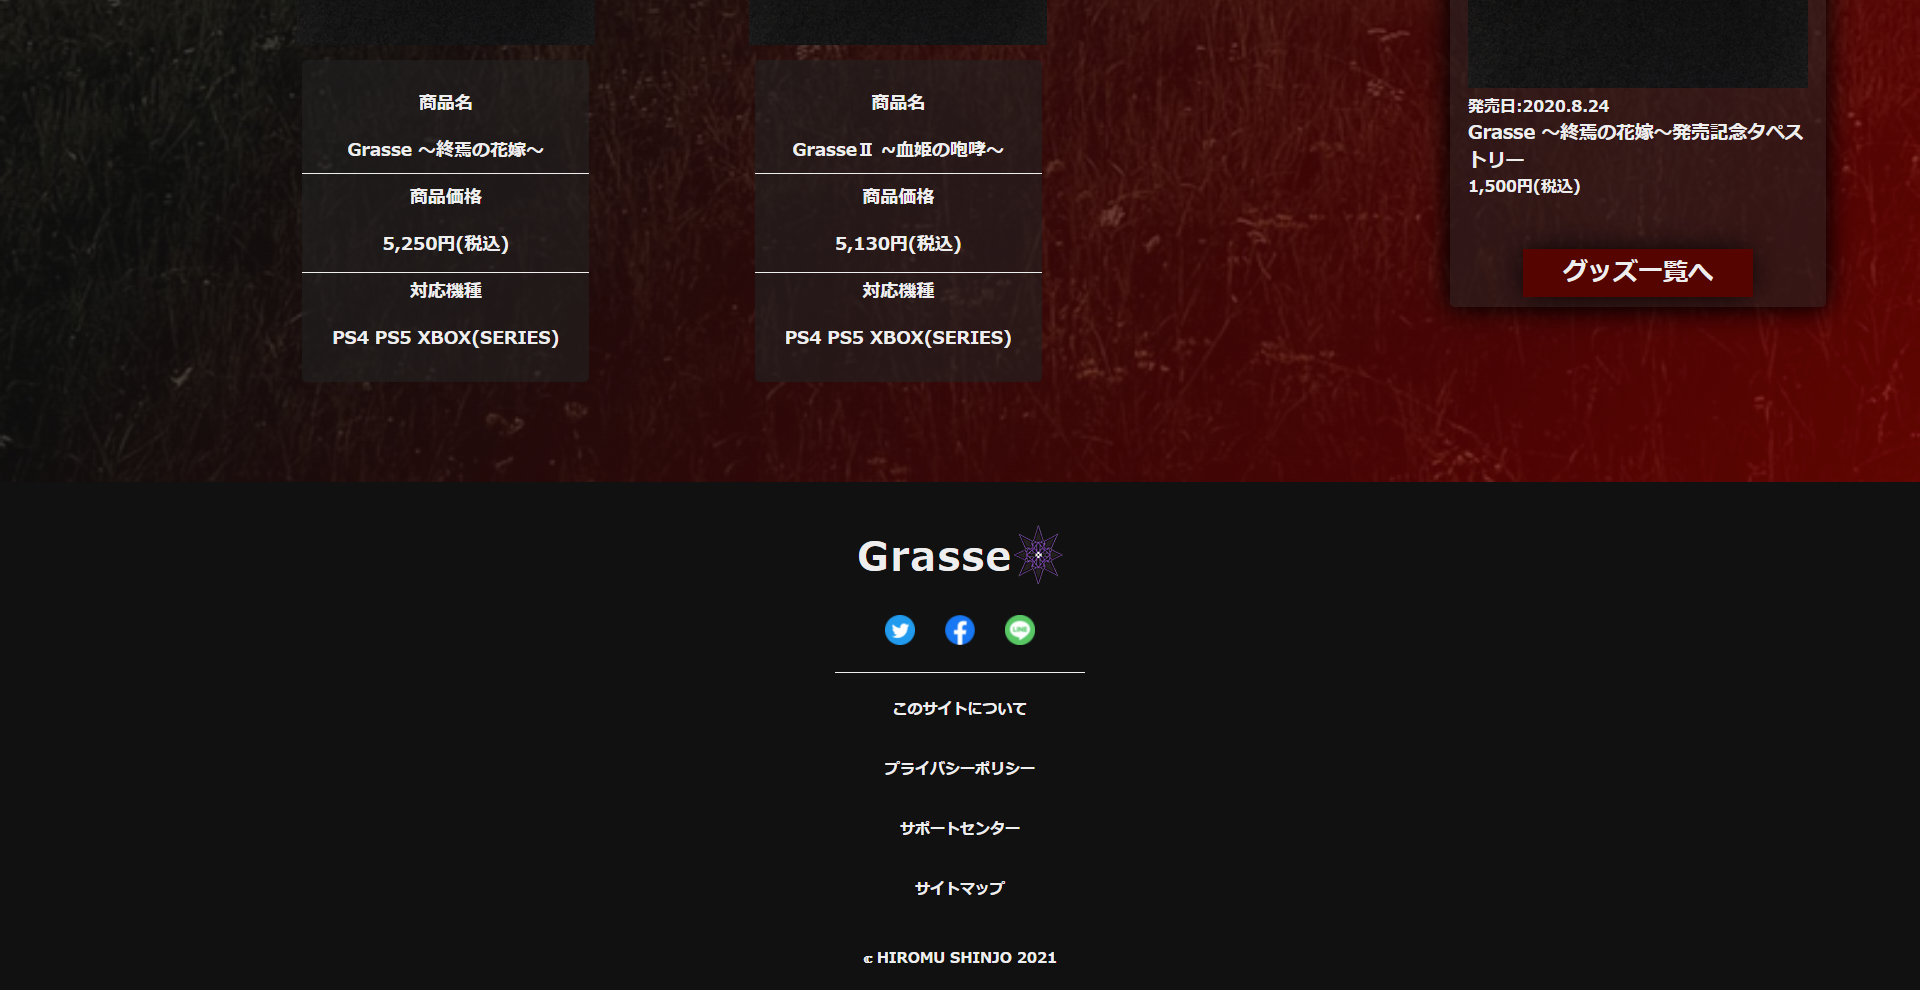 商品名
Grasse ～終焉の花嫁～
商品価格
5,250円(税込)
対応機種
PS4 PS5 XBOX(SERIES)
商品名
GrasseⅡ ~血姫の咆哮～
商品価格
5,130円(税込)
対応機種
PS4 PS5 XBOX(SERIES)
発売日:2020.8.24
Grasse ～終焉の花嫁～発売記念タペス
トリー
1,500円(税込)
グッズ一覧へ
Grasse
LINE
このサイトについて
プライバシーポリシー
サポートセンター
サイトマップ
© HIROMU SHINJO 2021